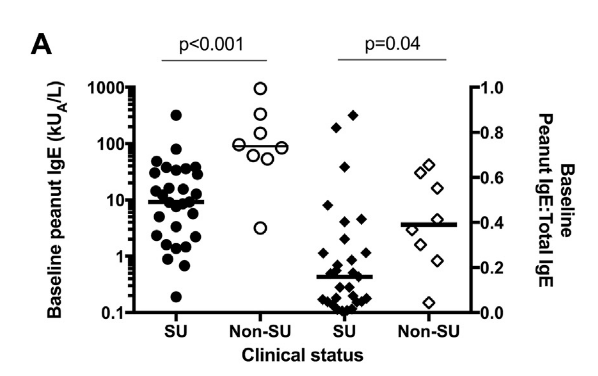 A
p<0.001
p=0.04
Baseline peanut IgE (kUA/L)
1000
100
10
1
0.1
1.0
0.8
0.6
0.4
0.2
0.0
Baseline
Peanut IgE:Total IgE
SU
Non-SU
SU
Non-SU
Clinical status